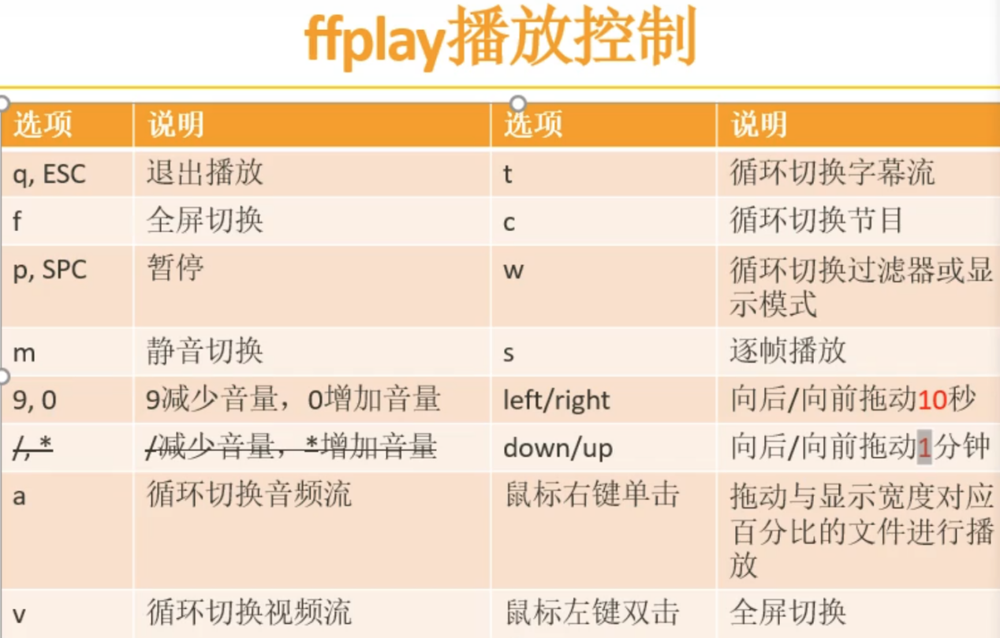 ffplay播放控制
选项 说明 选项 说明
q, ESC 退出播放 t 循环切换字幕流
f 全屏切换 c 循环切换节目
p, SPC 暂停 w 循环切换过滤器或显
示模式
m 静音切换 s 逐帧播放
9, 0 9减少音量，0增加音量 left/right 向后/向前拖动10秒
/, * /减少音量，*增加音量 down/up 向后/向前拖动1分钟
a 循环切换音频流 鼠标右键单击 拖动与显示宽度对应
百分比的文件进行播
放
v 循环切换视频流 鼠标左键双击 全屏切换